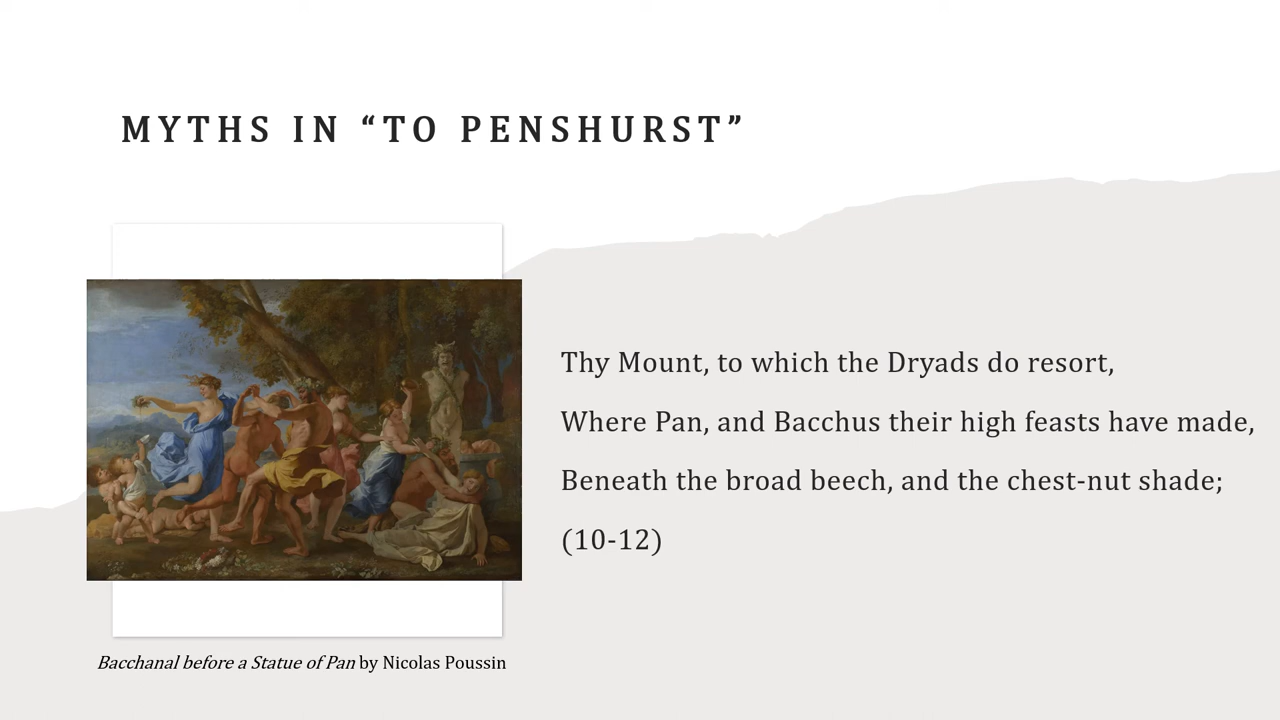 MYTHS IN “TO PENSHURST”
Thy Mount, to which the Dryads do resort,
Where Pan, and Bacchus their high feasts have made,
Beneath the broad beech, and the chest-nut shade;
(10-12)
Bacchanal before a Statue of Pan by Nicolas Poussin